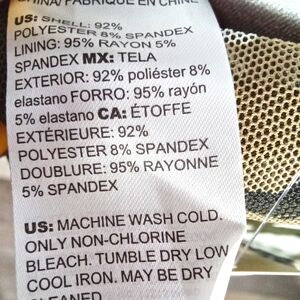 CHINA/ FABRIQUÉ EN CHINE
US: SHELL: 92%
POLYESTER 8% SPANDEX
LINING: 95% RAYON 5%
SPANDEX MX: TELA
EXTERIOR: 92% poliéster 8%
elastano FORRO: 95% rayón
5% elastano CA: ÉTOFFE
EXTÉRIEURE: 92%
POLYESTER 8% SPANDEX
DOUBLURE: 95% RAYONNE
5% SPANDEX
US: MACHINE WASH COLD.
ONLY NON-CHLORINE
BLEACH. TUMBLE DRY LOW
COOL IRON. MAY BE DRY
CLEANED